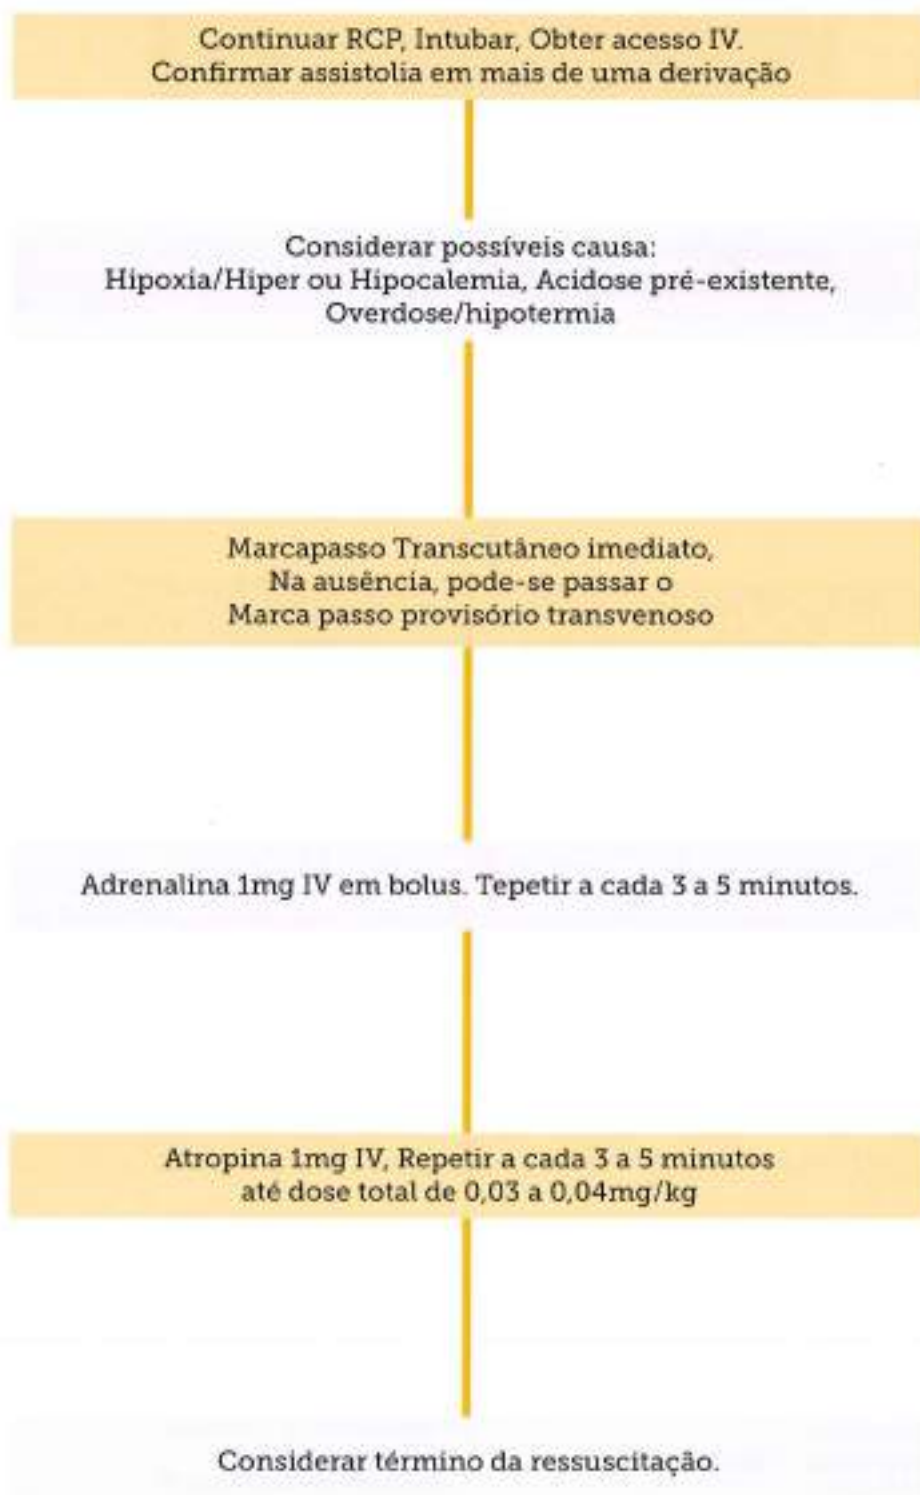 Continuar RCP, Intubar, Obter acesso IV.
Confirmar assistolia em mais de uma derivação
Considerar possíveis causa:
Hipoxia/Hiper ou Hipocalemia, Acidose pré-existente,
Overdose/hipotermia
Marcapasso Transcutâneo imediato,
Na ausência, pode-se passar o
Marca passo provisório transvenoso
Adrenalina 1mg IV em bolus. Tepetir a cada 3 a 5 minutos.
Atropina 1mg IV, Repetir a cada 3 a 5 minutos
até dose total de 0,03 a 0,04mg/kg
Considerar término da ressuscitação.